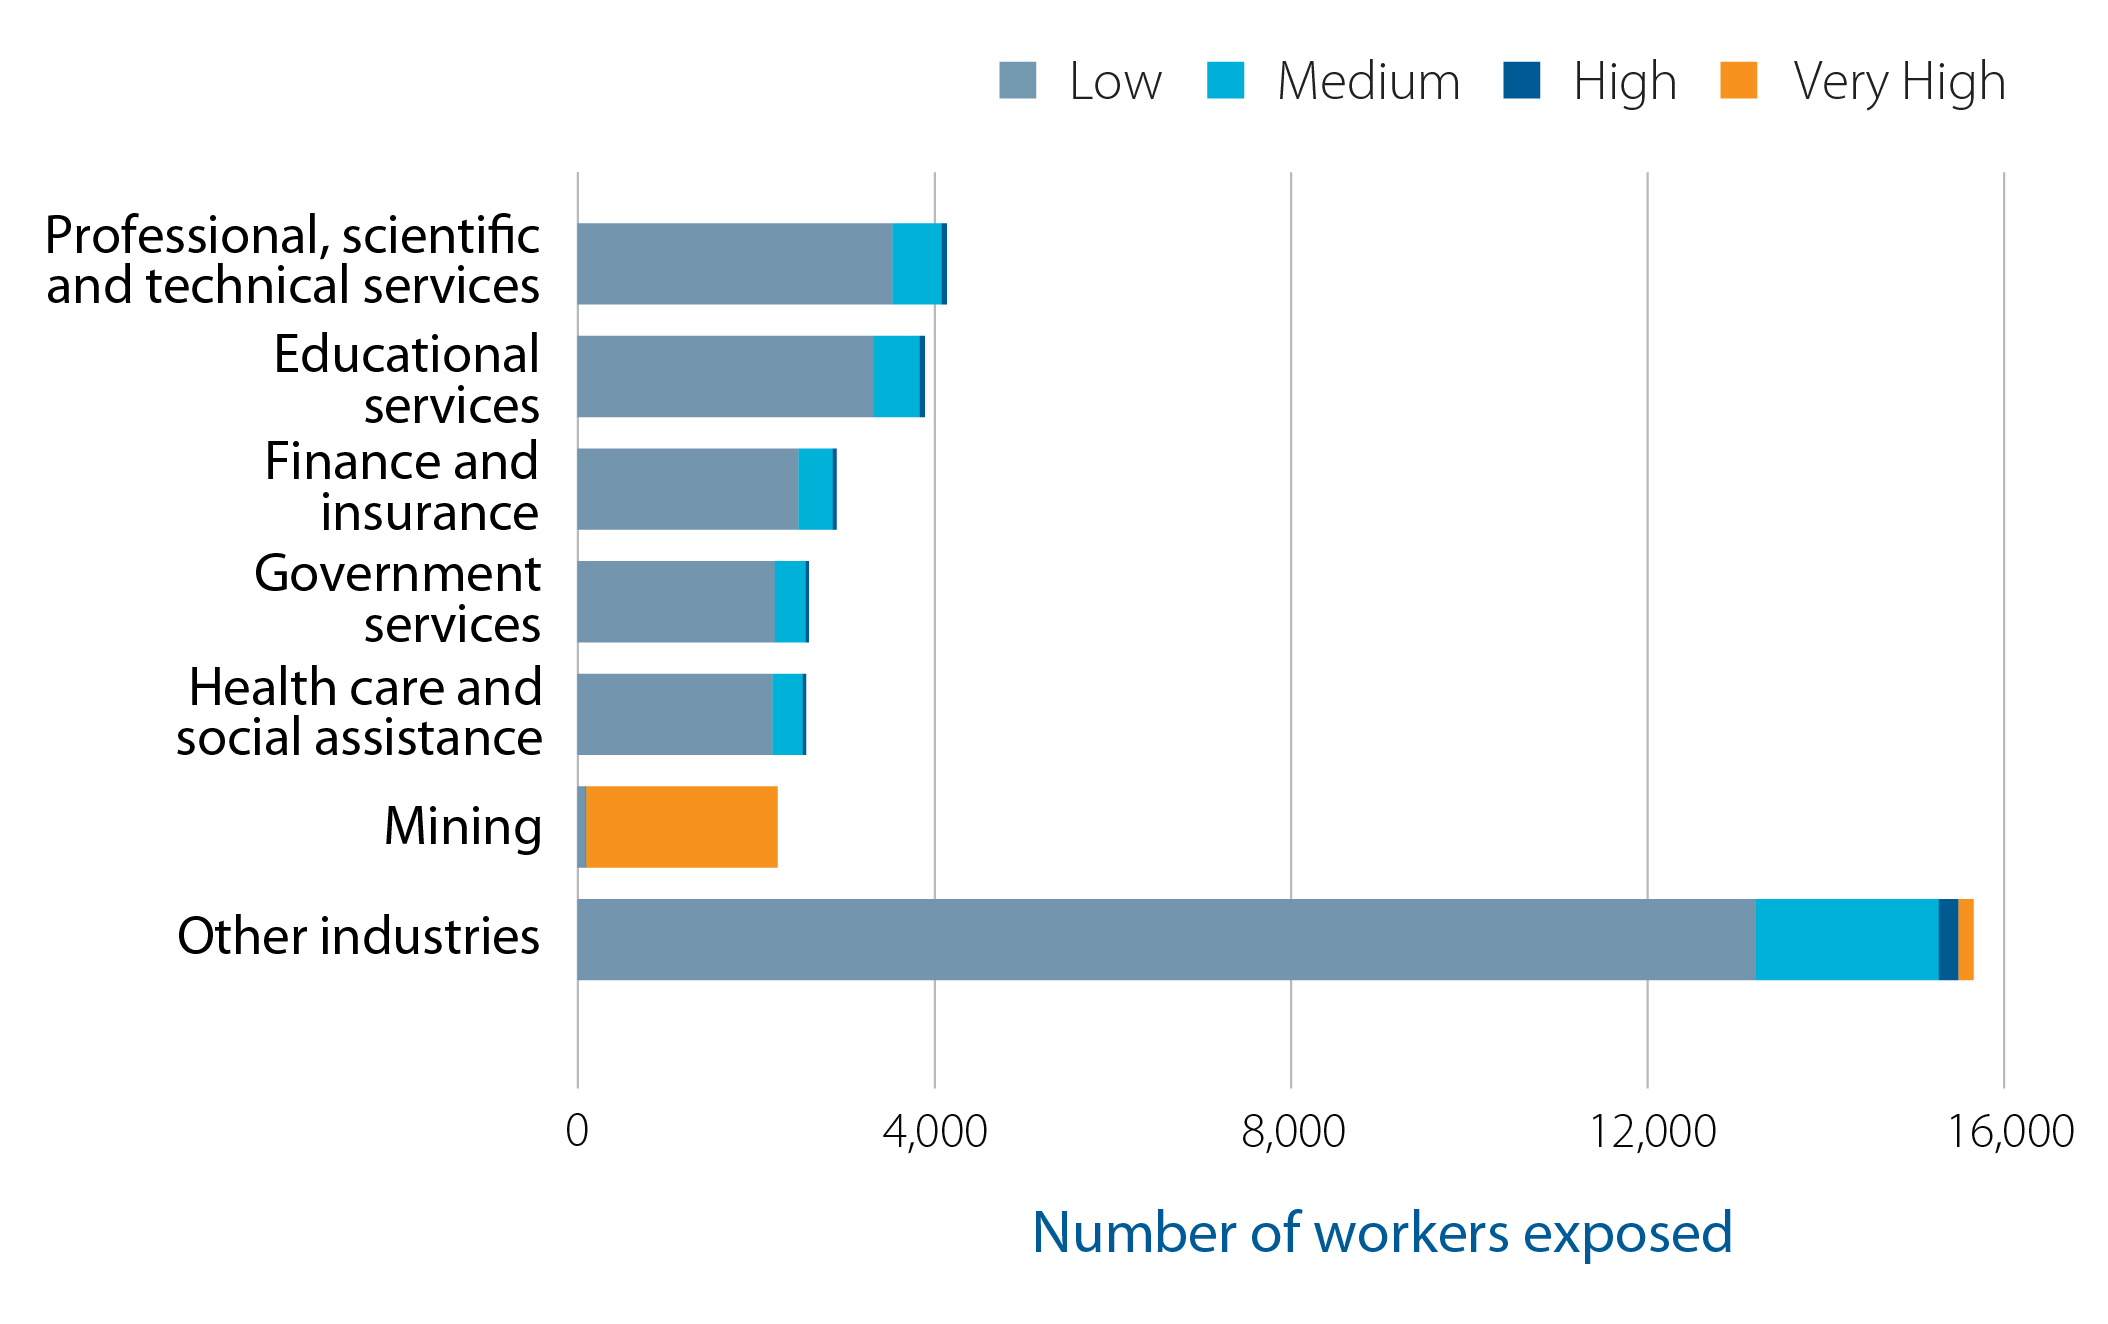 Low Medium High Very High
Professional, scientific
and technical services
Educational
services
Finance and
insurance
Government
services
Health care and
social assistance
Mining
Other industries
0 4,000 8,000 12,000 16,000
Number of workers exposed